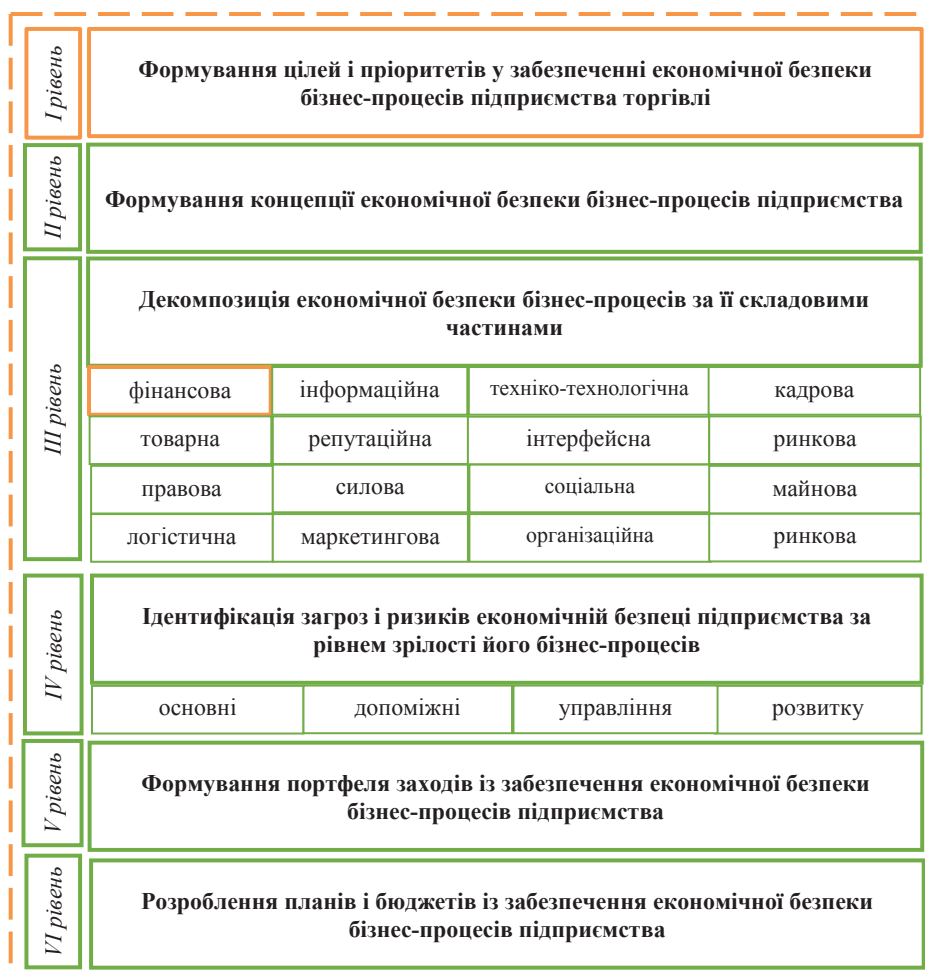 I рівень
Формування цілей і пріоритетів у забезпеченні економічної безпеки
бізнес-процесів підприємства торгівлі
II рівень
Формування концепції економічної безпеки бізнес-процесів підприємства
III рівень
Декомпозиція економічної безпеки бізнес-процесів за її складовими
частинами
фінансова інформаційна техніко-технологічна кадрова
товарна репутаційна інтерфейсна ринкова
правова силова соціальна майнова
логістична маркетингова організаційна ринкова
IV рівень
Ідентифікація загроз і ризиків економічній безпеці підприємства за
рівнем зрілості його бізнес-процесів
основні допоміжні управління розвитку
V рівень
Формування портфеля заходів із забезпечення економічної безпеки
бізнес-процесів підприємства
VI рівень
Розроблення планів і бюджетів із забезпечення економічної безпеки
бізнес-процесів підприємства